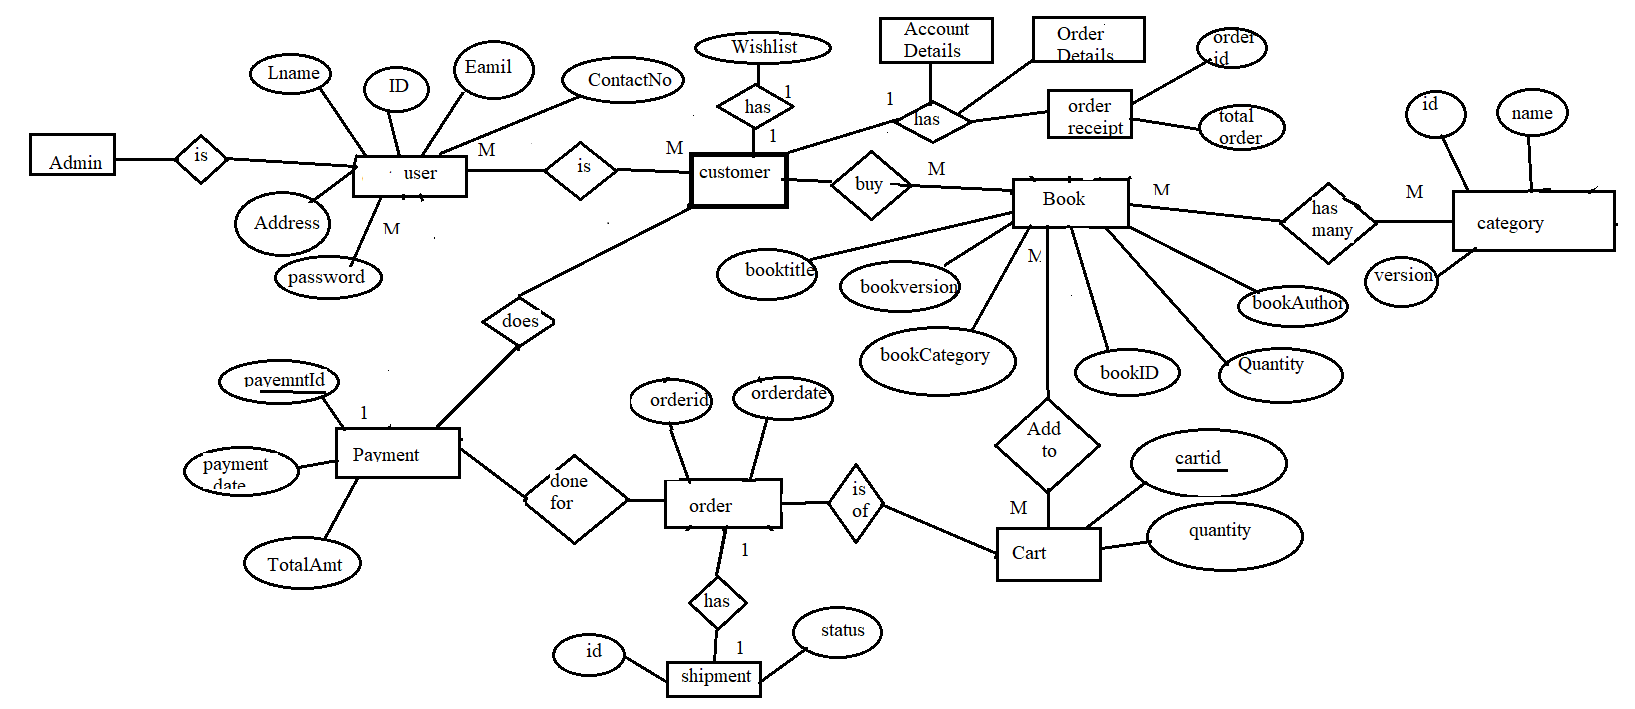 Account
Details
Order
Details
order
id
Wishlist
Lname
ID
Eamil
ContactNo
1
has
1
1
has
order
receipt
total
order
id
name
Admin
is
user
M
is
M
customer
buy
M
Book
M
has
many
M
category
Address
M
password
booktitle
bookversion
M
version
bookAuthor
does
bookCategory
bookID
Quantity
payemntId
1
orderid
orderdate
Add
to
cartid
payment
date
Payment
done
for
order
is
of
M
Cart
quantity
TotalAmt
1
has
1
id
status
shipment